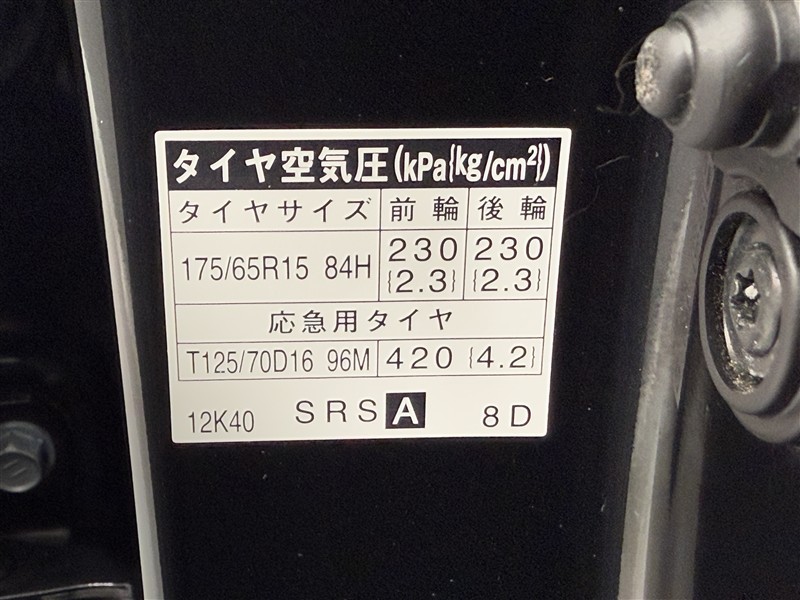 タイヤ空気圧(kPa{kg/cm²})
タイヤサイズ 前輪 後輪
175/65R15 84H 230 {2.3} 230 {2.3}
応急用タイヤ
T125/70D16 96M 420 {4.2}
12K40 SRS A 8D